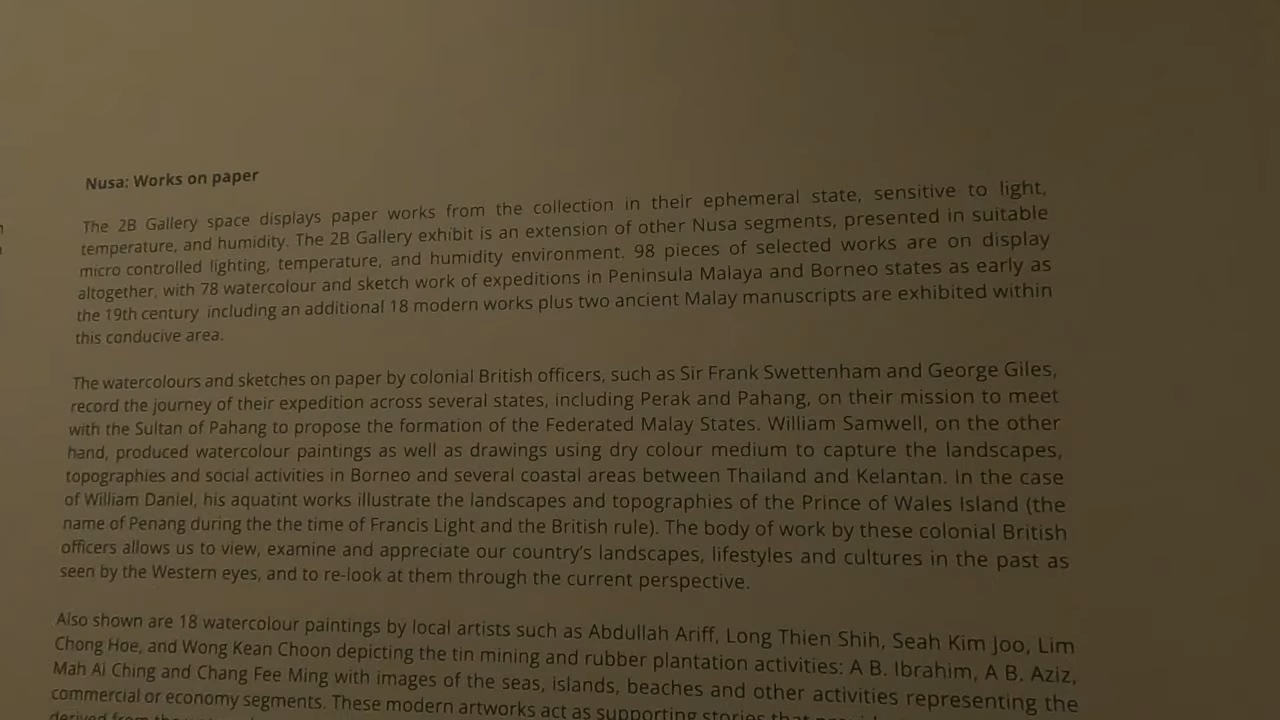 Nusa: Works on paper
The 2B Gallery space displays paper works from the collection in their ephemeral state, sensitive to light,
temperature, and humidity. The 2B Gallery exhibit is an extension of other Nusa segments, presented in suitable
micro controlled lighting, temperature, and humidity environment. 98 pieces of selected works are on display
altogether, with 78 watercolour and sketch work of expeditions in Peninsula Malaya and Borneo states as early as
the 19th century including an additional 18 modern works plus two ancient Malay manuscripts are exhibited within
this conducive area.
The watercolours and sketches on paper by colonial British officers, such as Sir Frank Swettenham and George Giles,
record the journey of their expedition across several states, including Perak and Pahang, on their mission to meet
with the Sultan of Pahang to propose the formation of the Federated Malay States. William Samwell, on the other
hand, produced watercolour paintings as well as drawings using dry colour medium to capture the landscapes,
topographies and social activities in Borneo and several coastal areas between Thailand and Kelantan. In the case
of William Daniel, his aquatint works illustrate the landscapes and topographies of the Prince of Wales Island (the
name of Penang during the the time of Francis Light and the British rule). The body of work by these colonial British
officers allows us to view, examine and appreciate our country's landscapes, lifestyles and cultures in the past as
seen by the Western eyes, and to re-look at them through the current perspective.
Also shown are 18 watercolour paintings by local artists such as Abdullah Ariff, Long Thien Shih, Seah Kim Joo, Lim
Chong Hoe, and Wong Kean Choon depicting the tin mining and rubber plantation activities: A B. Ibrahim, A B. Aziz,
Mah Ai Ching and Chang Fee Ming with images of the seas, islands, beaches and other activities representing the
commercial or economy segments. These modern artworks act as supporting stories that
derived from the